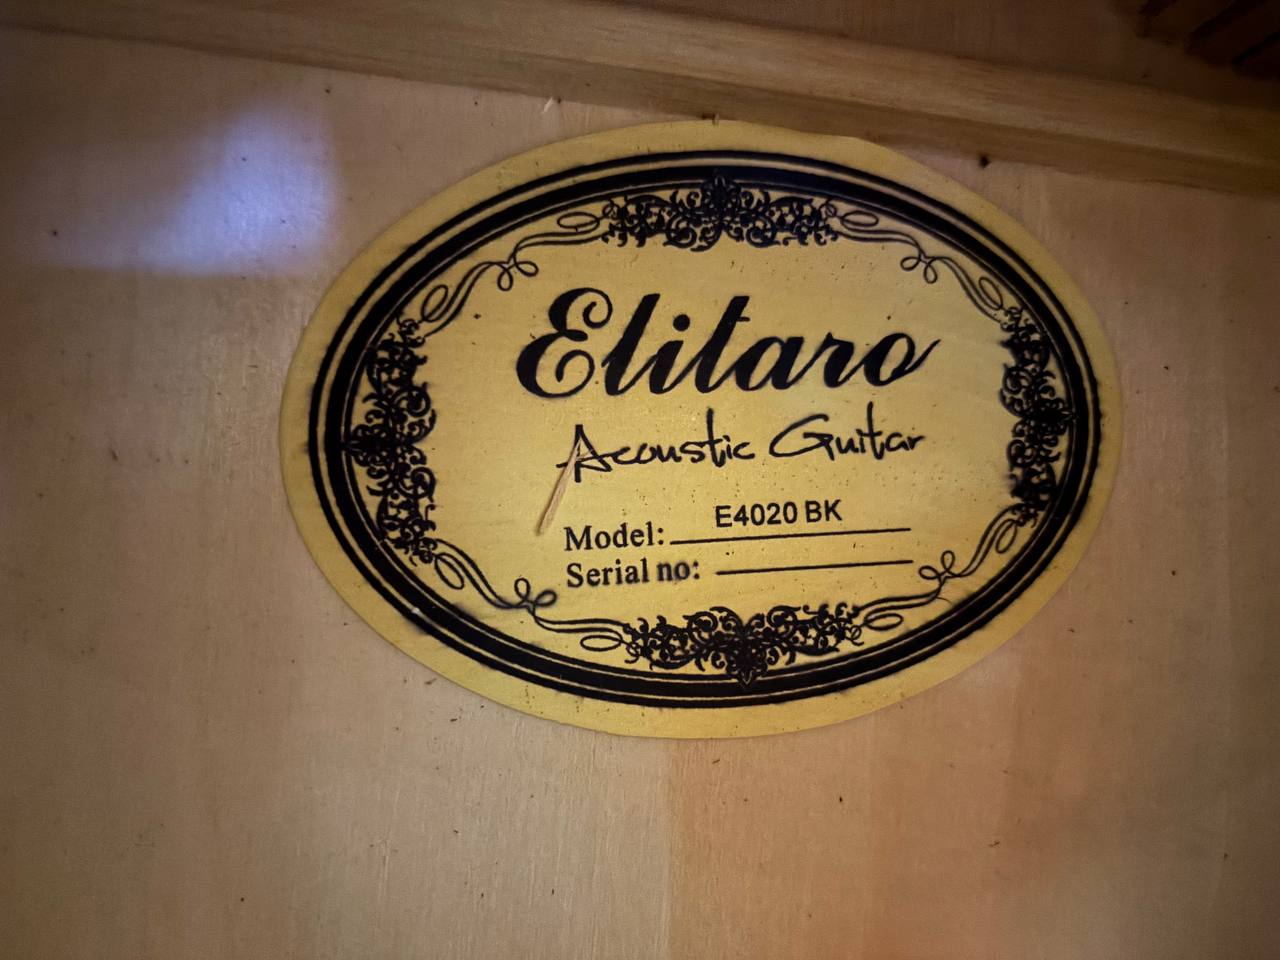 Elitaro
Acoustic Guitar
Model: E4020 BK
Serial no: